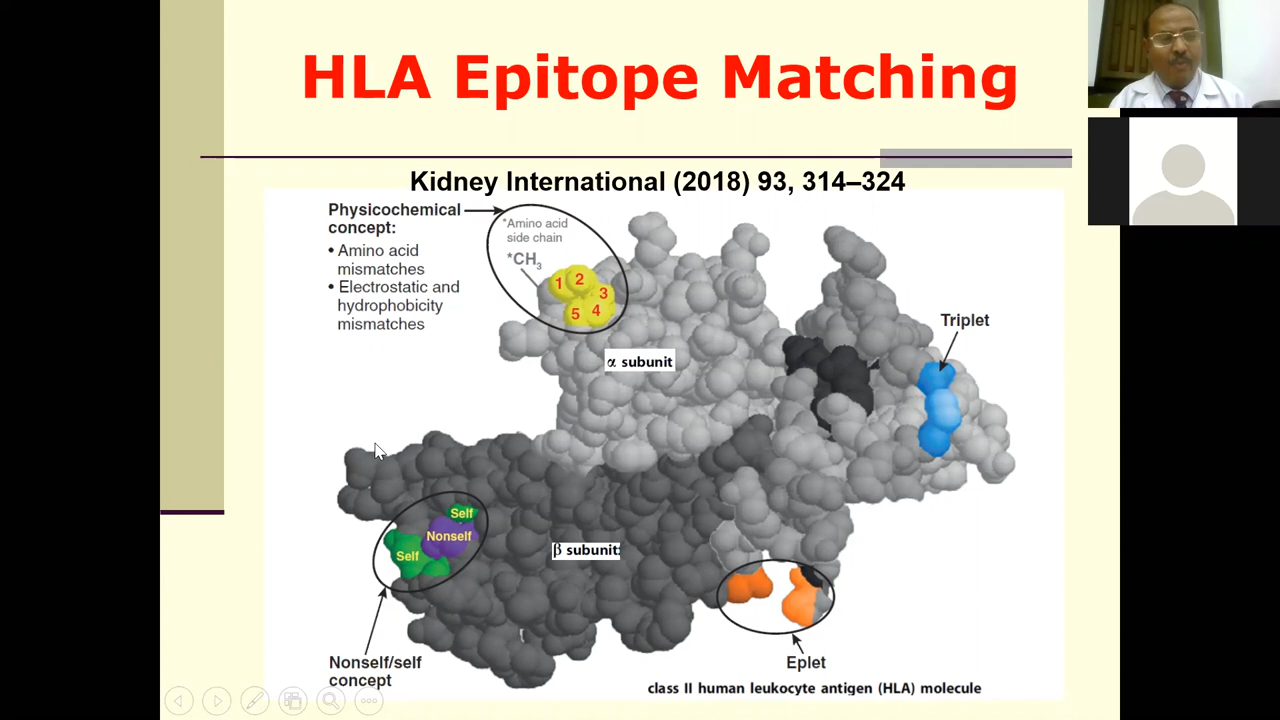 HLA Epitope Matching
Kidney International (2018) 93, 314–324
Physicochemical
concept:
• Amino acid
mismatches
• Electrostatic and
hydrophobicity
mismatches
*Amino acid
side chain
*CH3
1 2
3
5 4
α subunit
Triplet
Self
Nonself
Self
β subunit:
Nonself/self
concept
Eplet
class II human leukocyte antigen (HLA) molecule